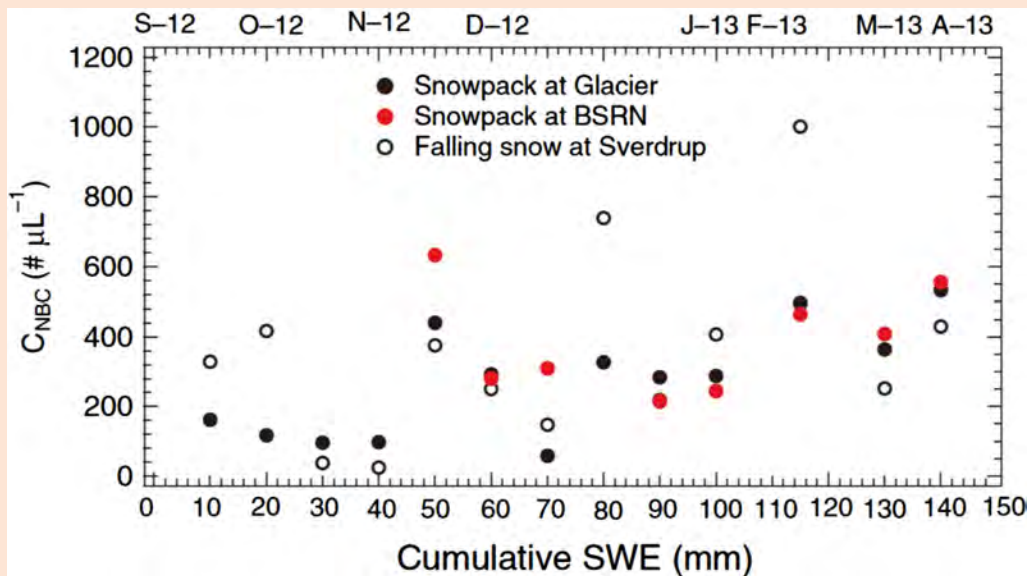 S–12 O–12 N–12 D–12 J–13 F–13 M–13 A–13
1200
1000
800
600
400
200
0
C_NBC (# μL⁻¹)
Snowpack at Glacier
Snowpack at BSRN
Falling snow at Sverdrup
0 10 20 30 40 50 60 70 80 90 100 110 120 130 140 150
Cumulative SWE (mm)